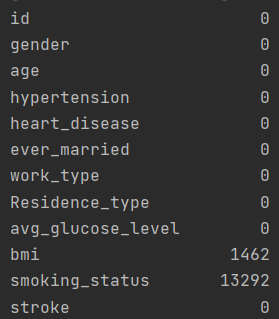 id 0
gender 0
age 0
hypertension 0
heart_disease 0
ever_married 0
work_type 0
Residence_type 0
avg_glucose_level 0
bmi 1462
smoking_status 13292
stroke 0